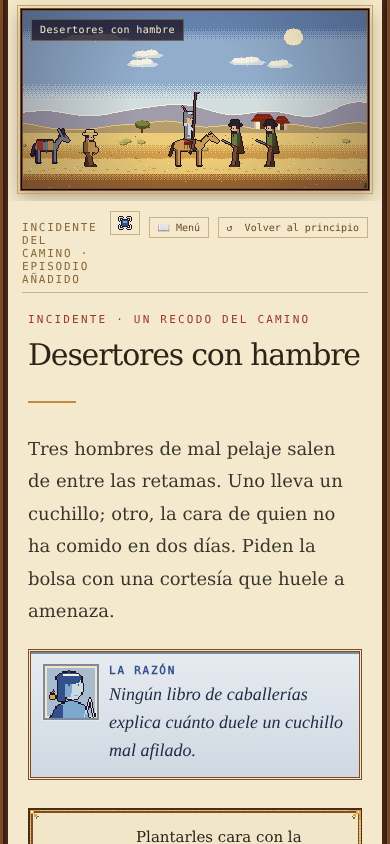 Desertores con hambre
INCIDENTE
DEL
CAMINO ·
EPISODIO
AÑADIDO
📖 Menú
↺ Volver al principio
INCIDENTE · UN RECODO DEL CAMINO
Desertores con hambre
Tres hombres de mal pelaje salen
de entre las retamas. Uno lleva un
cuchillo; otro, la cara de quien no
ha comido en dos días. Piden la
bolsa con una cortesía que huele a
amenaza.
LA RAZÓN
Ningún libro de caballerías
explica cuánto duele un cuchillo
mal afilado.
Plantarles cara con la